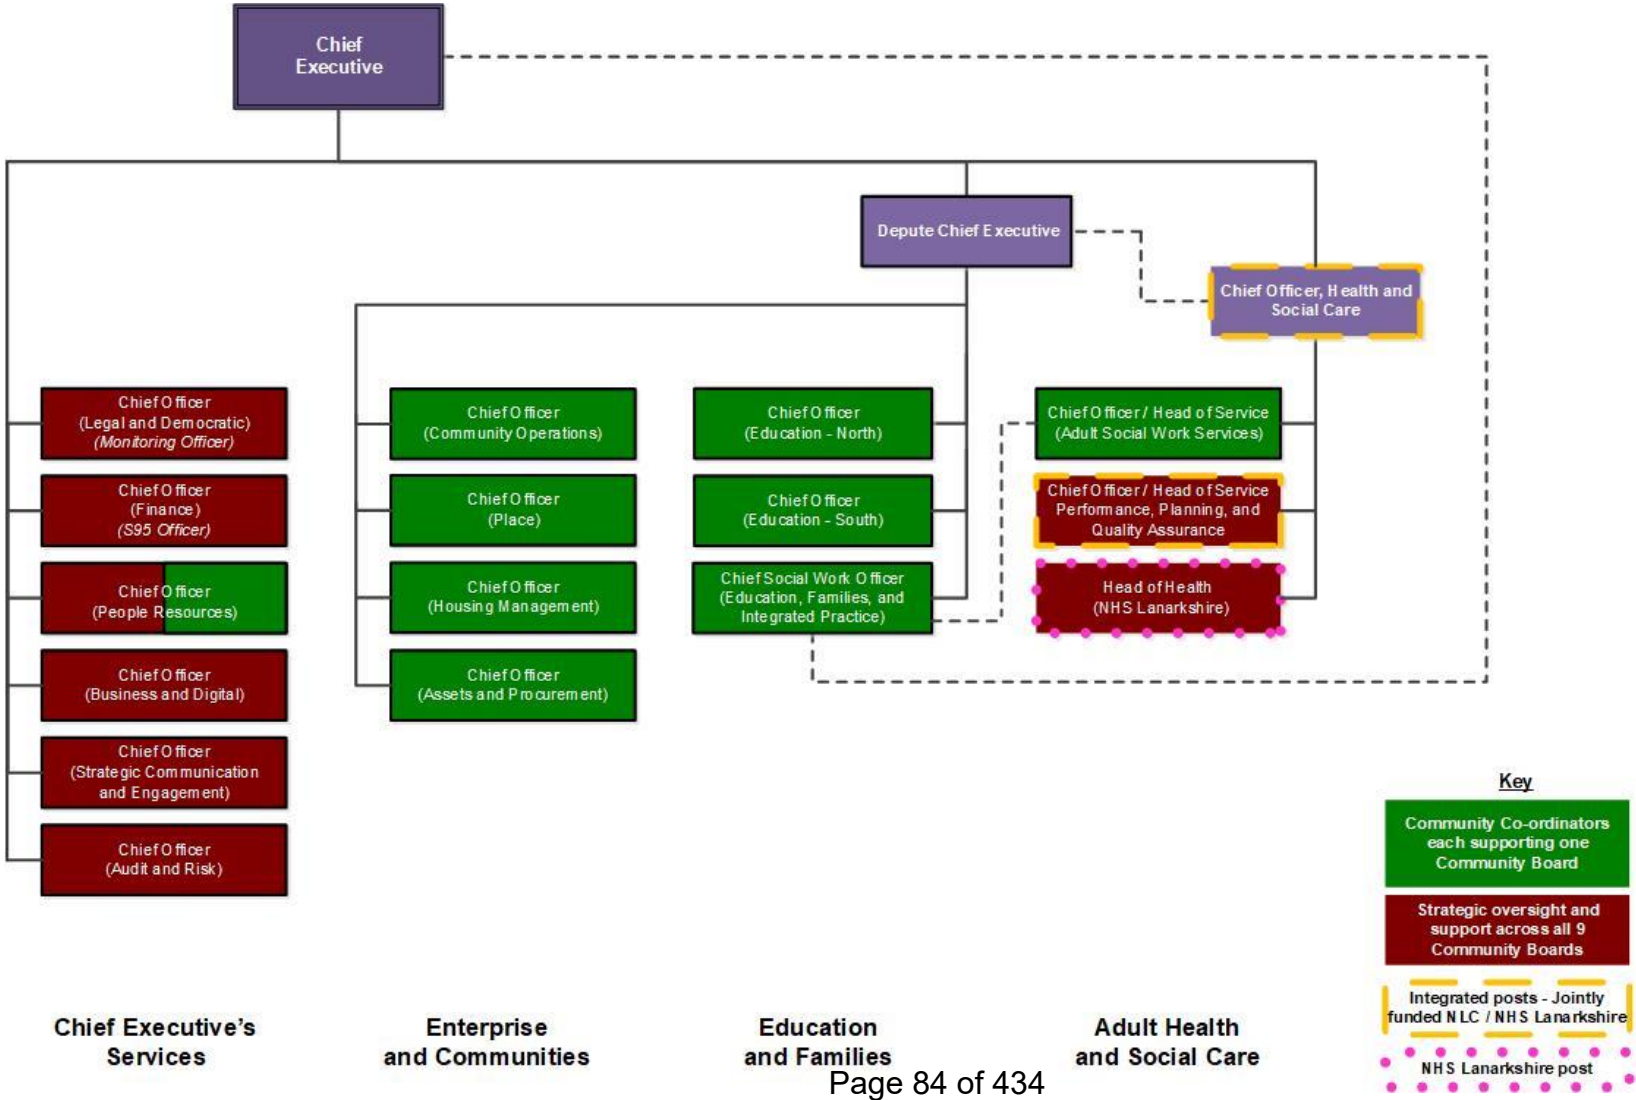 Chief
Executive
Depute Chief Executive
Chief Officer, Health and
Social Care
Chief Officer
(Legal and Democratic)
(Monitoring Officer)
Chief Officer
(Finance)
(S95 Officer)
Chief Officer
(People Resources)
Chief Officer
(Business and Digital)
Chief Officer
(Strategic Communication
and Engagement)
Chief Officer
(Audit and Risk)
Chief Officer
(Community Operations)
Chief Officer
(Place)
Chief Officer
(Housing Management)
Chief Officer
(Assets and Procurement)
Chief Officer
(Education - North)
Chief Officer
(Education - South)
Chief Social Work Officer
(Education, Families, and
Integrated Practice)
Chief Officer / Head of Service
(Adult Social Work Services)
Chief Officer / Head of Service
Performance, Planning, and
Quality Assurance
Head of Health
(NHS Lanarkshire)
Key
Community Co-ordinators
each supporting one
Community Board
Strategic oversight and
support across all 9
Community Boards
Integrated posts - Jointly
funded NLC / NHS Lanarkshire
NHS Lanarkshire post
Chief Executive's
Services
Enterprise
and Communities
Education
and Families
Adult Health
and Social Care
Page 84 of 434